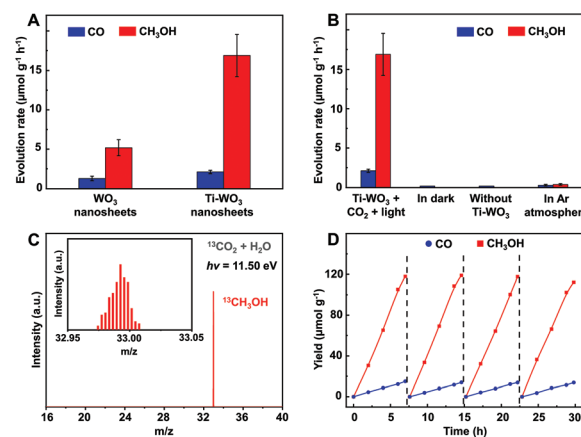 A
CO
CH₃OH
Evolution rate (μmol g⁻¹ h⁻¹)
15
10
5
0
WO₃
nanosheets
Ti-WO₃
nanosheets
B
CO
CH₃OH
Evolution rate (μmol g⁻¹ h⁻¹)
15
10
5
0
Ti-WO₃ +
CO₂ + light
In dark
Without
Ti-WO₃
In Ar
atmospher
C
¹³CO₂ + H₂O
hv = 11.50 eV
¹³CH₃OH
Intensity (a.u.)
Intensity (a.u.)
32.95
33.00
33.05
m/z
16
20
24
28
32
36
40
m/z
D
CO
CH₃OH
Yield (μmol g⁻¹)
120
80
40
0
0
5
10
15
20
25
30
Time (h)